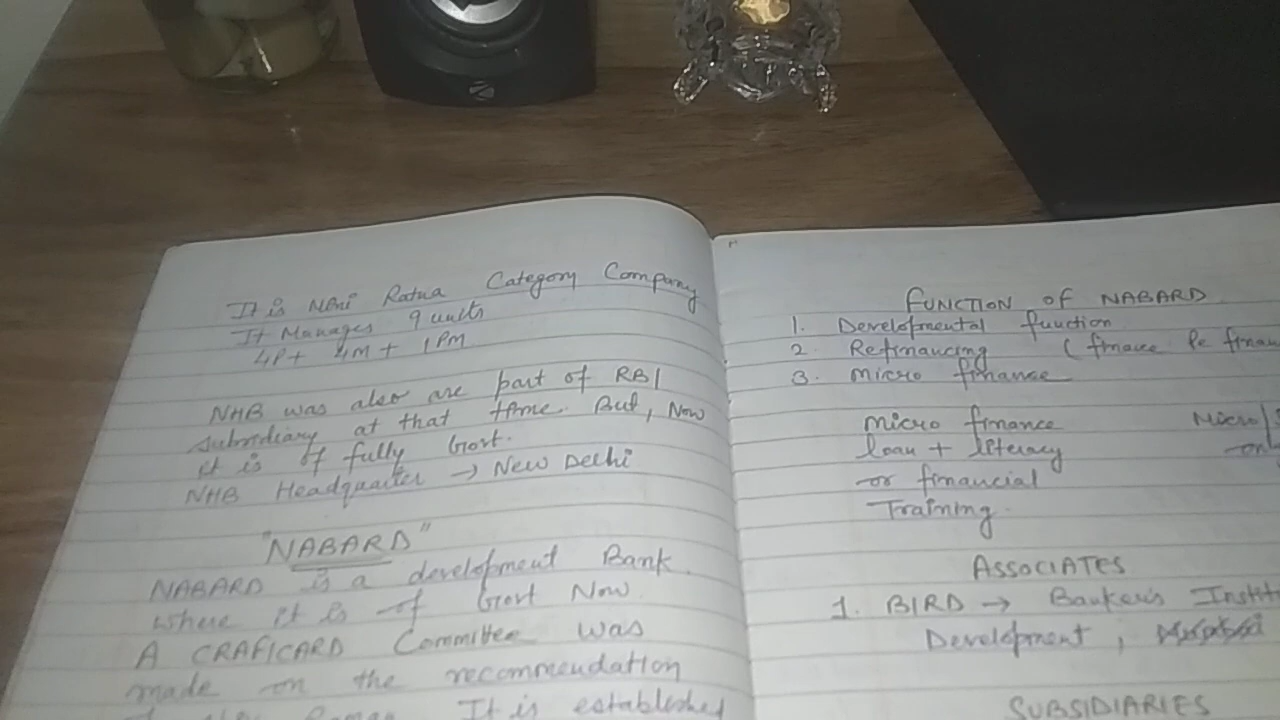 It is Mini Ratna Category Company
It Manages 9 units
4P + 4M + 1PM
NHB was also are part of RBI
subsidiary at that time. But, Now
it is of fully Govt.
NHB Headquarter → New Delhi
"NABARD"
NABARD is a development Bank
where it is of Govt Now.
A CRAFICARD Committee was
made on the recommendation
It is established
FUNCTION OF NABARD
1. Developmental function
2. Refinancing (finance
3. Micro finance
micro finance
loan + literacy
or financial
Training.
Micro/
ASSOCIATES
1. BIRD → Banker's Instit
Development,
SUBSIDIARIES